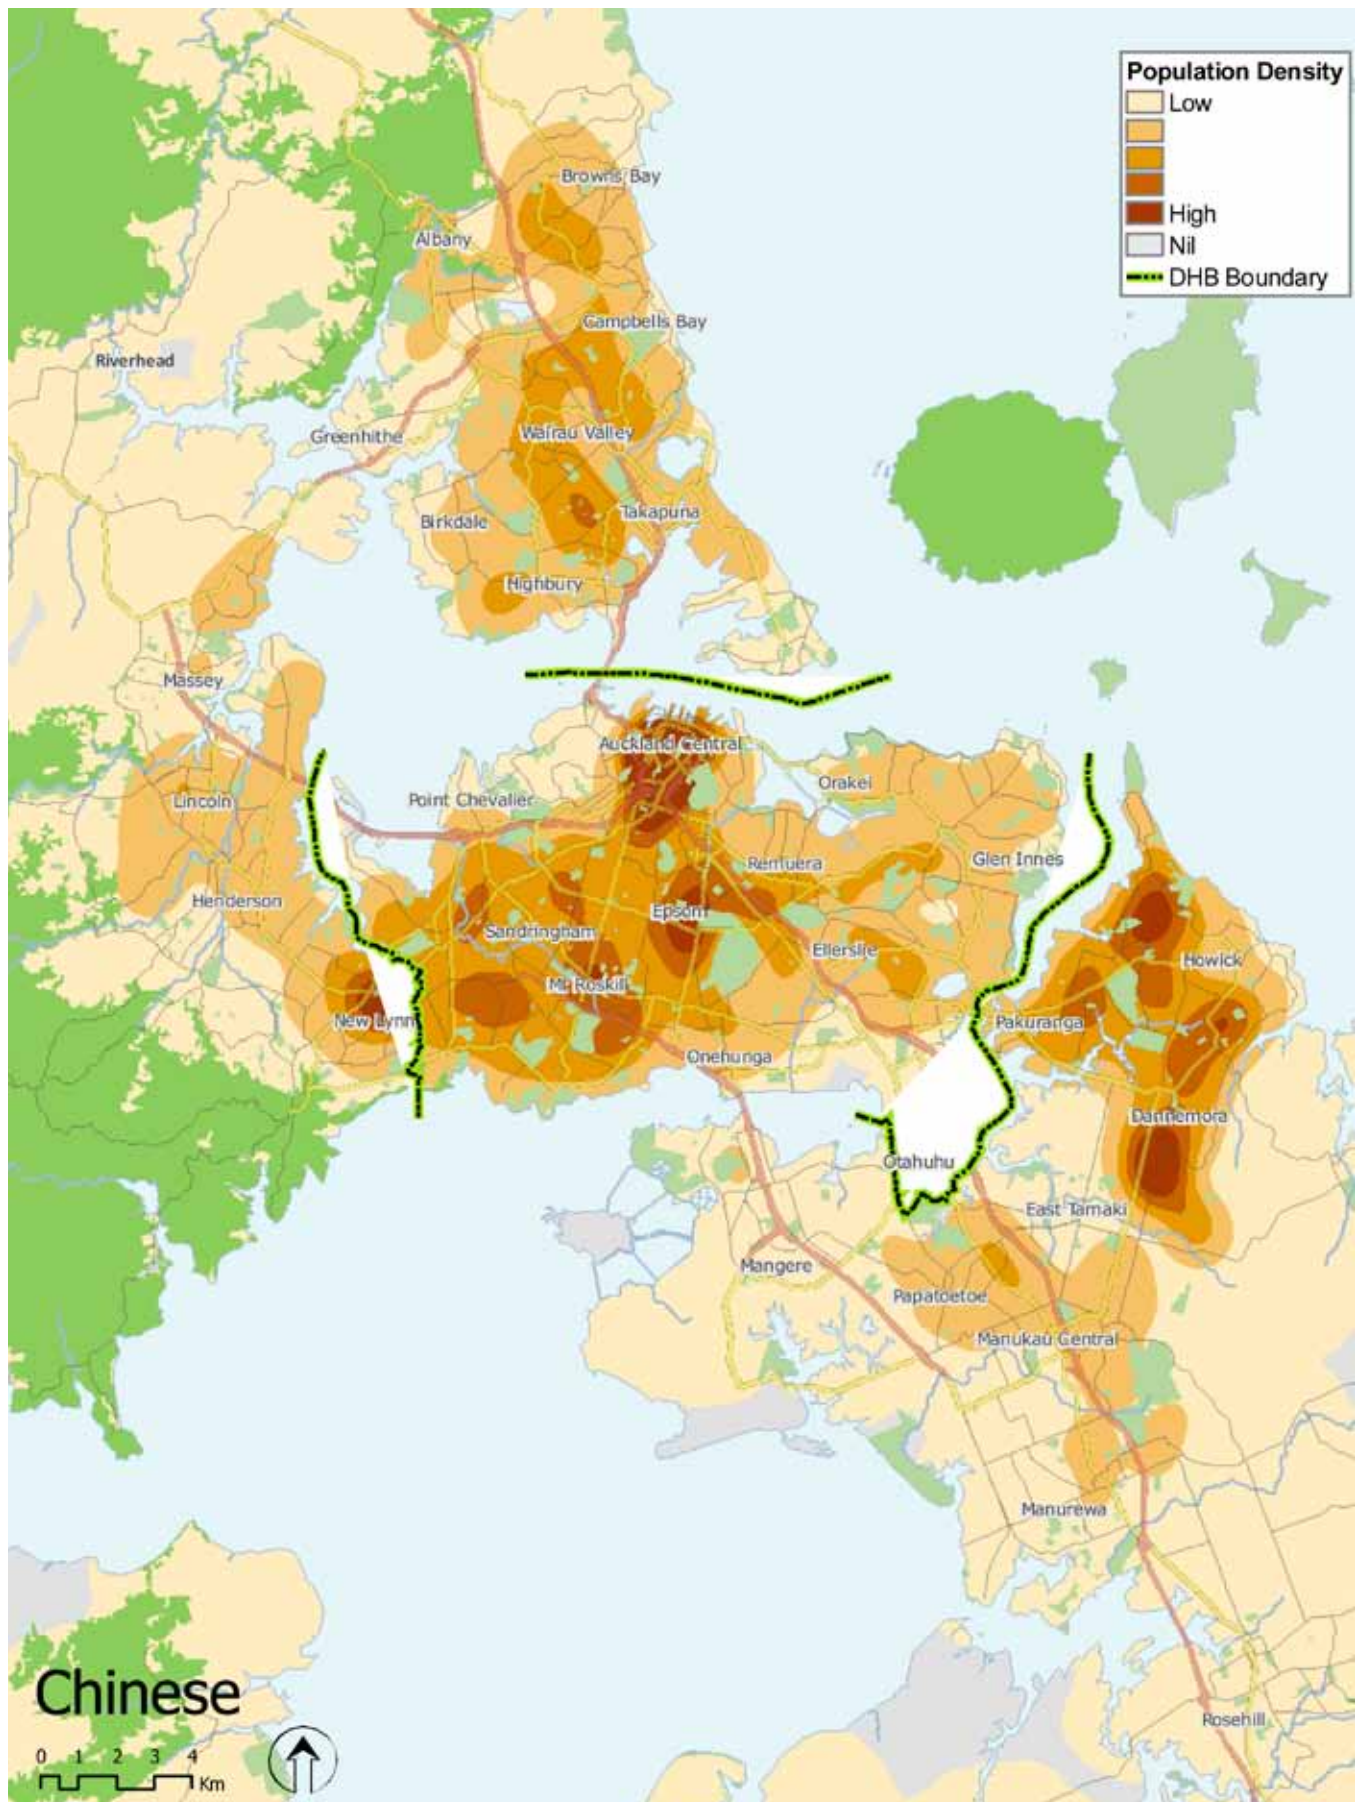 Population Density
Low
High
Nil
DHB Boundary
Browns Bay
Albany
Campbells Bay
Riverhead
Greenhithe
Wairau Valley
Birkdale
Takapuna
Highbury
Massey
Auckland Central
Orakei
Lincoln
Point Chevalier
Remuera
Glen Innes
Henderson
Epsom
Sandringham
Ellerslie
Howick
Mt Roskill
New Lynn
Pakuranga
Onehunga
Dannemora
Otahuhu
East Tamaki
Mangere
Papatoetoe
Manukau Central
Manurewa
Chinese
Rosehill
0 1 2 3 4
Km